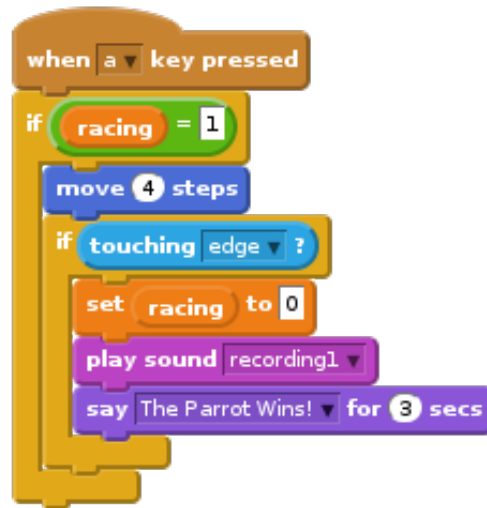 when a key pressed
if racing = 1
move 4 steps
if touching edge ?
set racing to 0
play sound recording1
say The Parrot Wins! for 3 secs